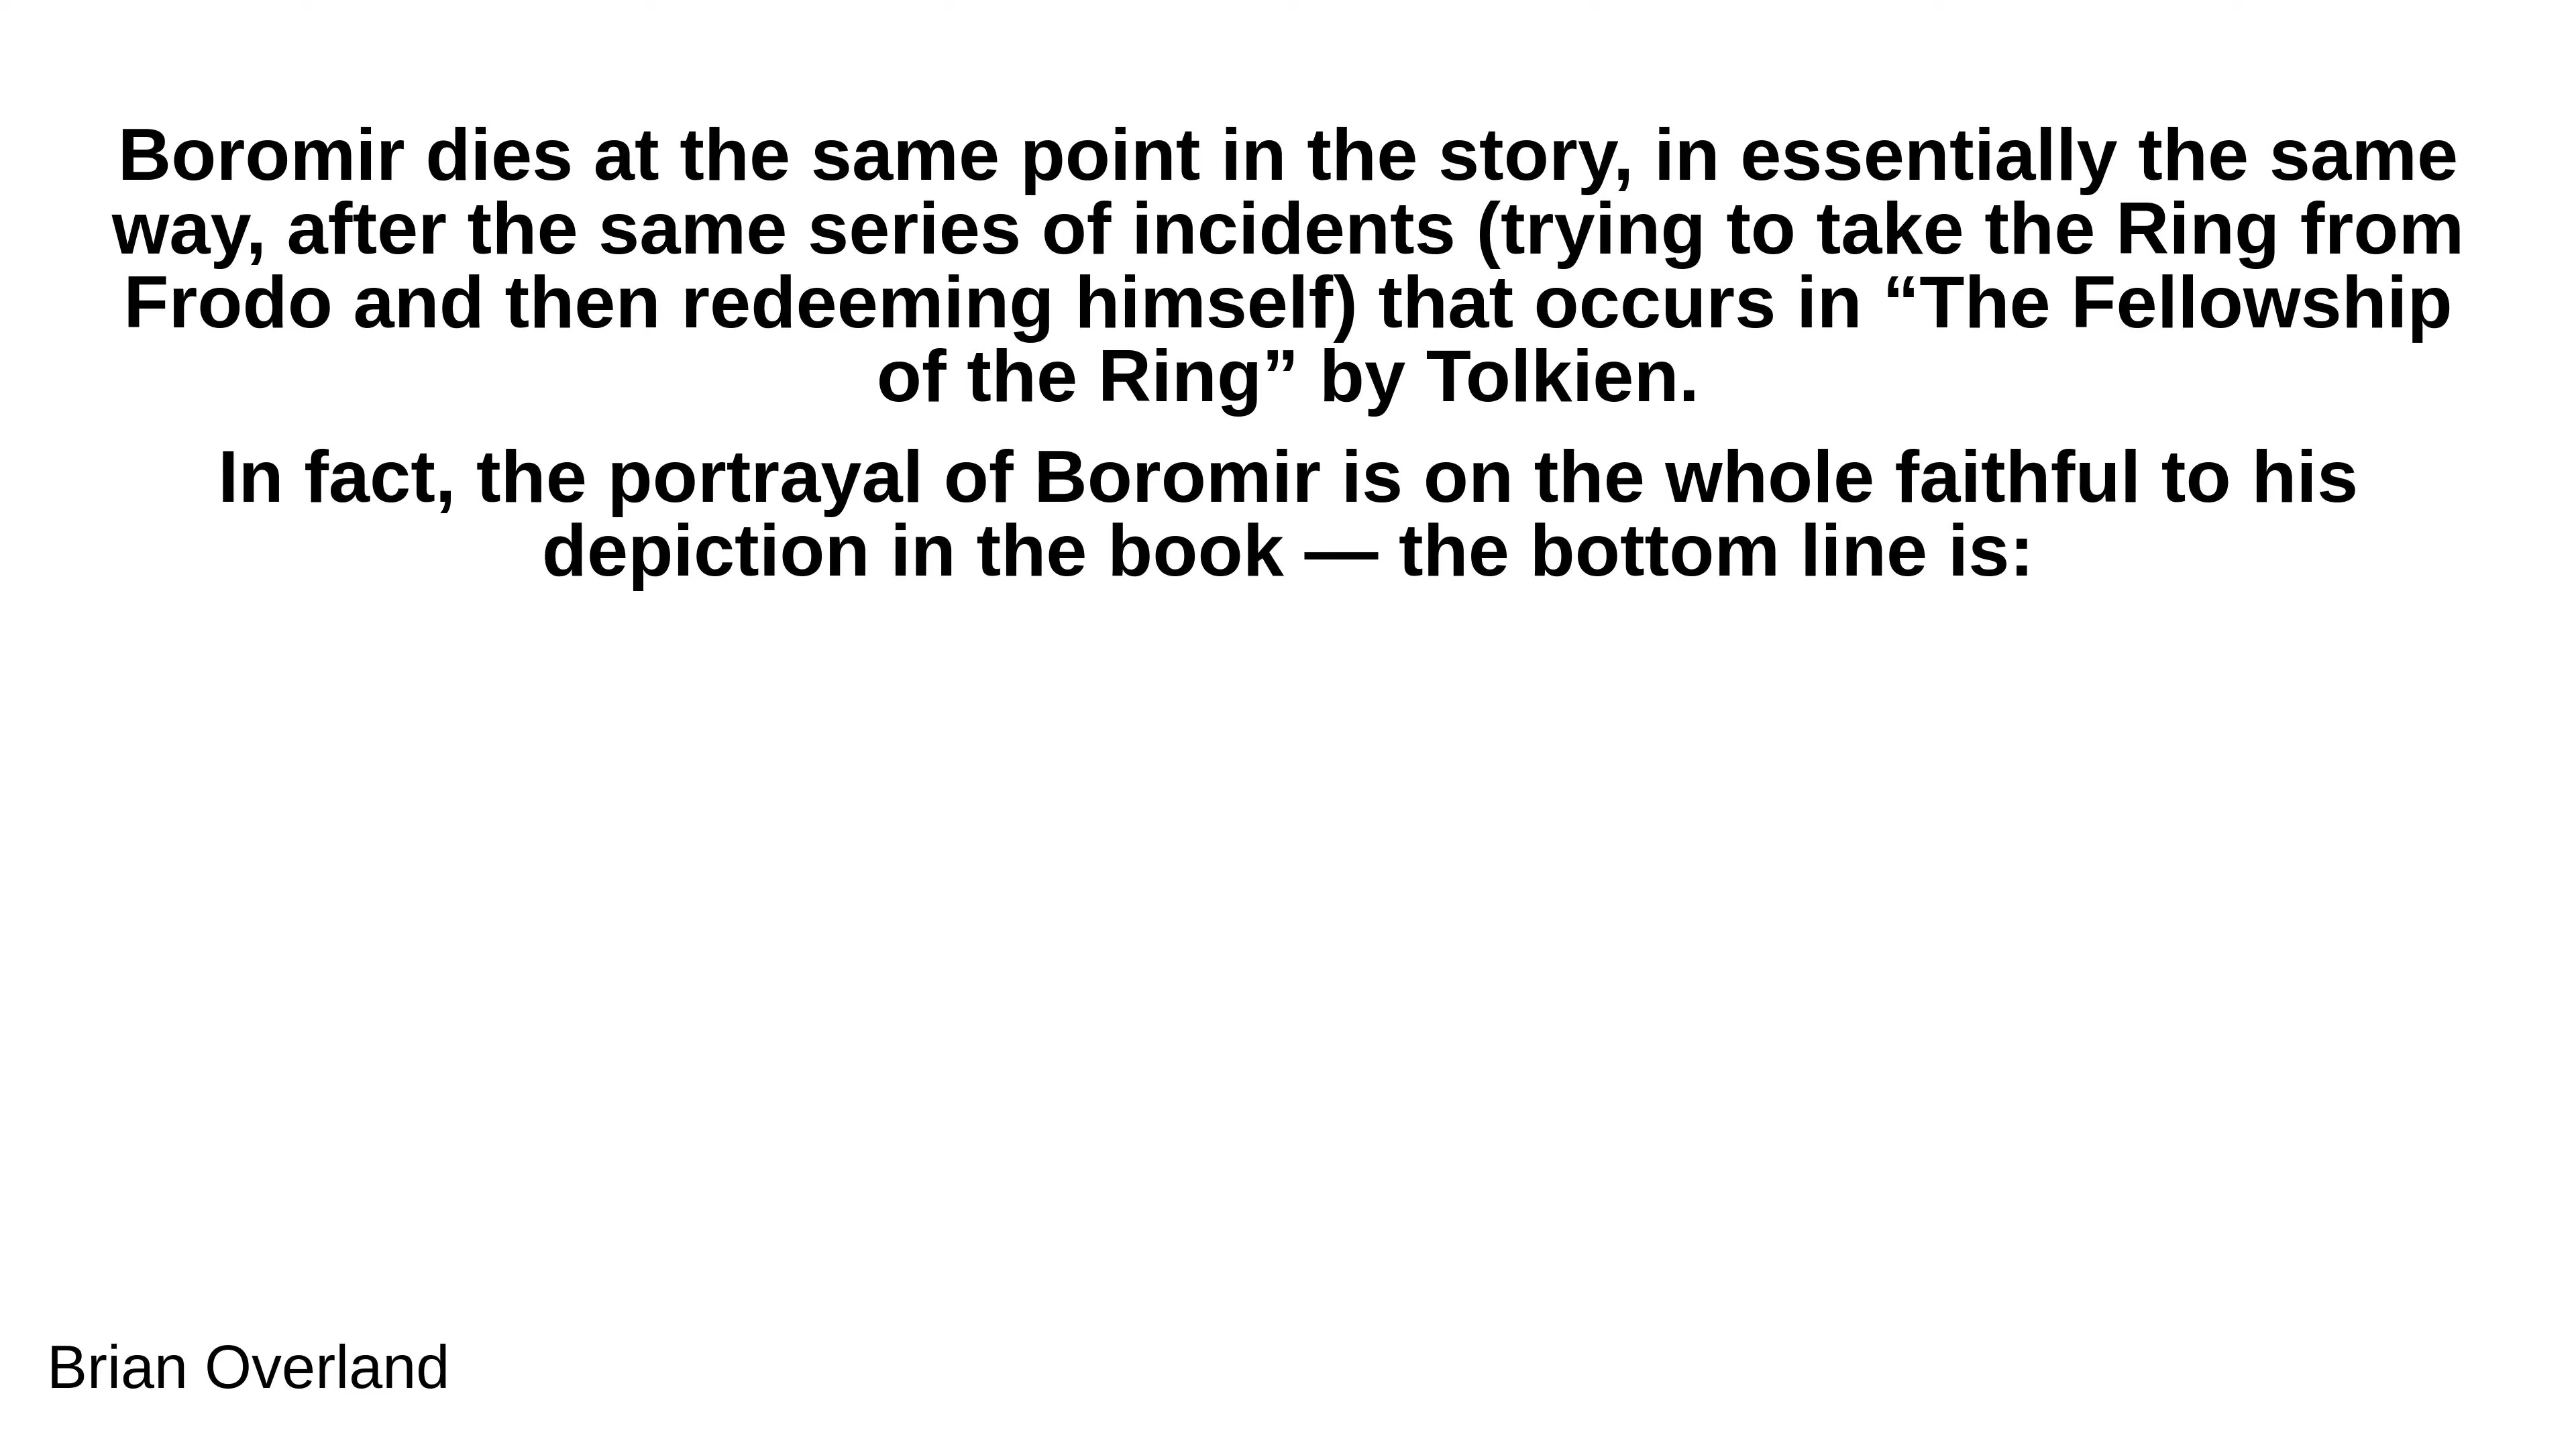 Boromir dies at the same point in the story, in essentially the same
way, after the same series of incidents (trying to take the Ring from
Frodo and then redeeming himself) that occurs in “The Fellowship
of the Ring” by Tolkien.
In fact, the portrayal of Boromir is on the whole faithful to his
depiction in the book — the bottom line is:
Brian Overland